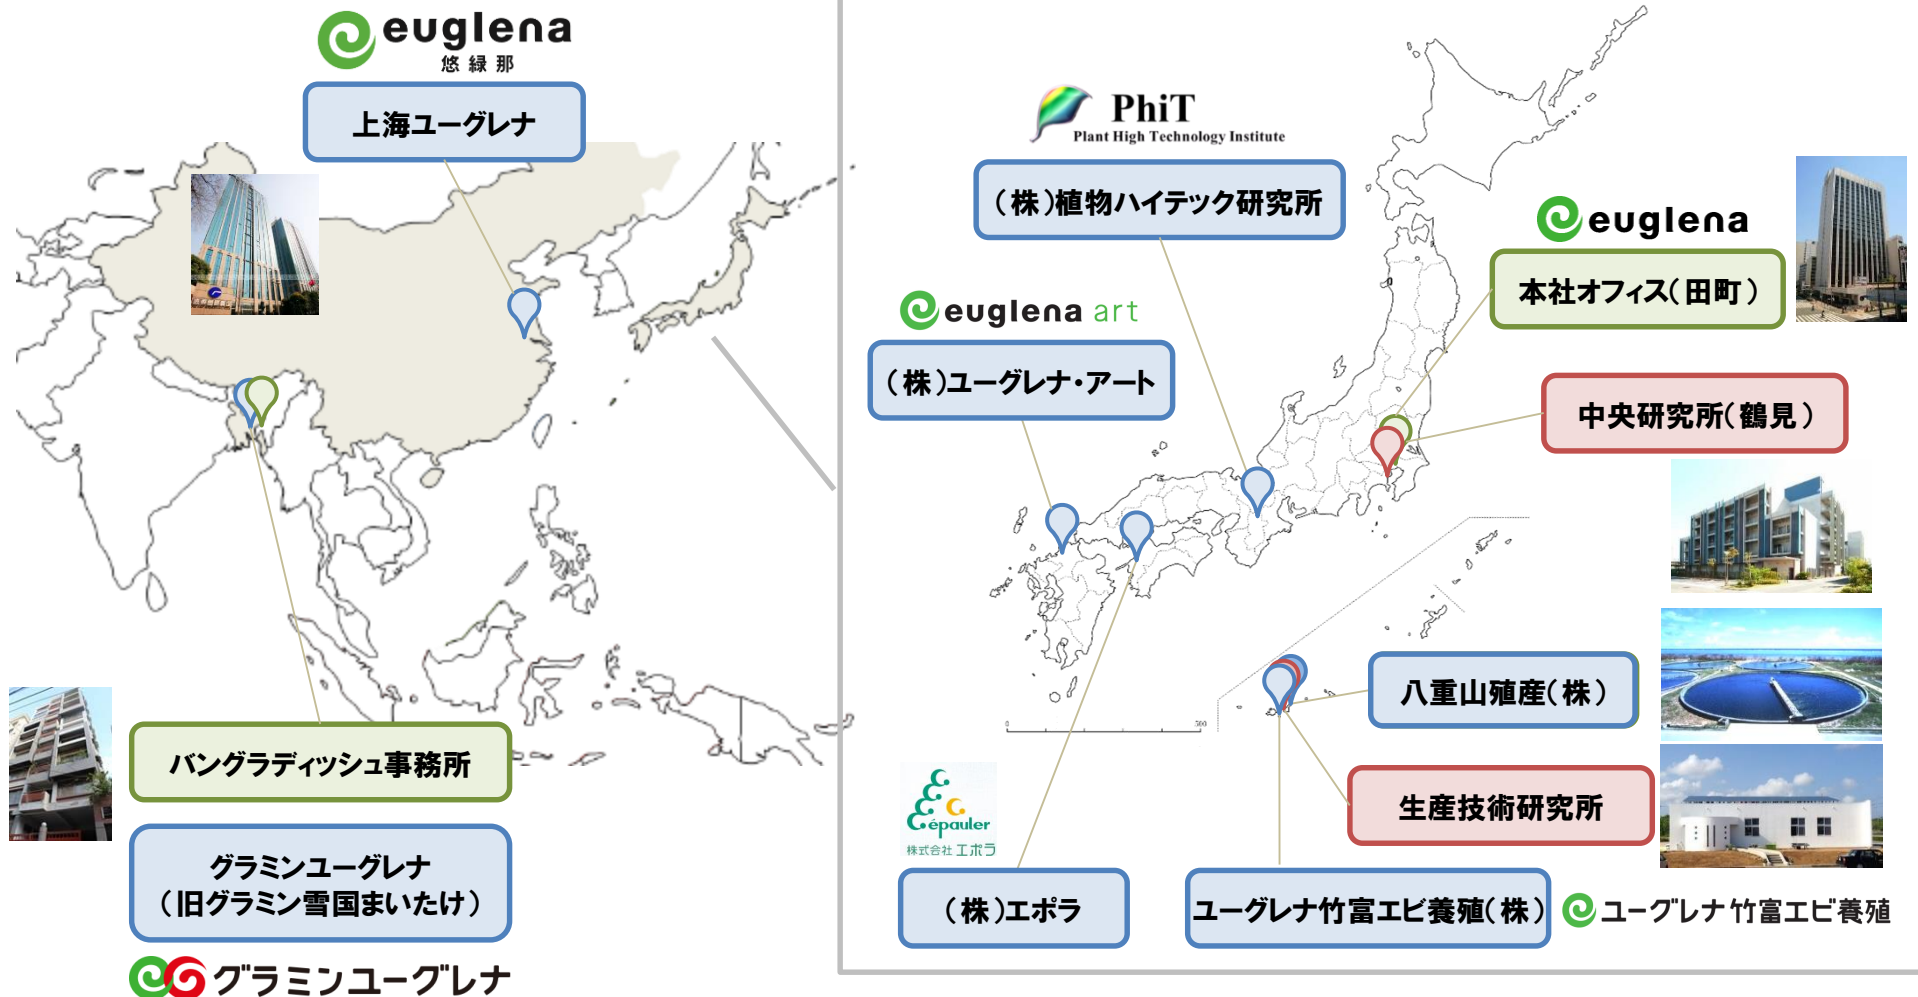 euglena
悠緑那
上海ユーグレナ
バングラディッシュ事務所
グラミンユーグレナ
(旧グラミン雪国まいたけ)
グラミンユーグレナ
PhiT
Plant High Technology Institute
(株)植物ハイテック研究所
euglena art
(株)ユーグレナ・アート
euglena
本社オフィス(田町)
中央研究所(鶴見)
八重山殖産(株)
生産技術研究所
0 500
épauler
株式会社 エポラ
(株)エポラ
ユーグレナ竹富エビ養殖(株)
ユーグレナ竹富エビ養殖